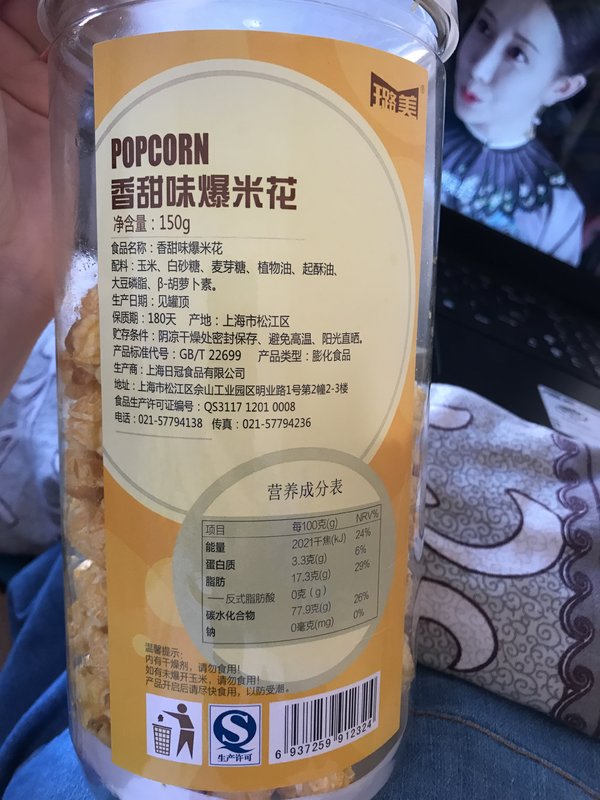 璐美®
POPCORN
香甜味爆米花
净含量：150g
食品名称：香甜味爆米花
配料：玉米、白砂糖、麦芽糖、植物油、起酥油、
大豆磷脂、β-胡萝卜素。
生产日期：见罐顶
保质期：180天 产地：上海市松江区
贮存条件：阴凉干燥处密封保存、避免高温、阳光直晒。
产品标准代号：GB/T 22699 产品类型：膨化食品
生产商：上海日冠食品有限公司
地址：上海市松江区佘山工业园区明业路1号第2幢2-3楼
食品生产许可证编号：QS3117 1201 0008
电话：021-57794138 传真：021-57794236
营养成分表
项目 每100克(g) NRV%
能量 2021千焦(kJ) 24%
蛋白质 3.3克(g) 6%
脂肪 17.3克(g) 29%
——反式脂肪酸 0克（g）
碳水化合物 77.9克(g) 26%
钠 0毫克(mg) 0%
温馨提示：
内有干燥剂，请勿食用！
如有未爆开玉米，请勿食用！
产品开启后请尽快食用，以防受潮。
QS
生产许可
6 937259 912324